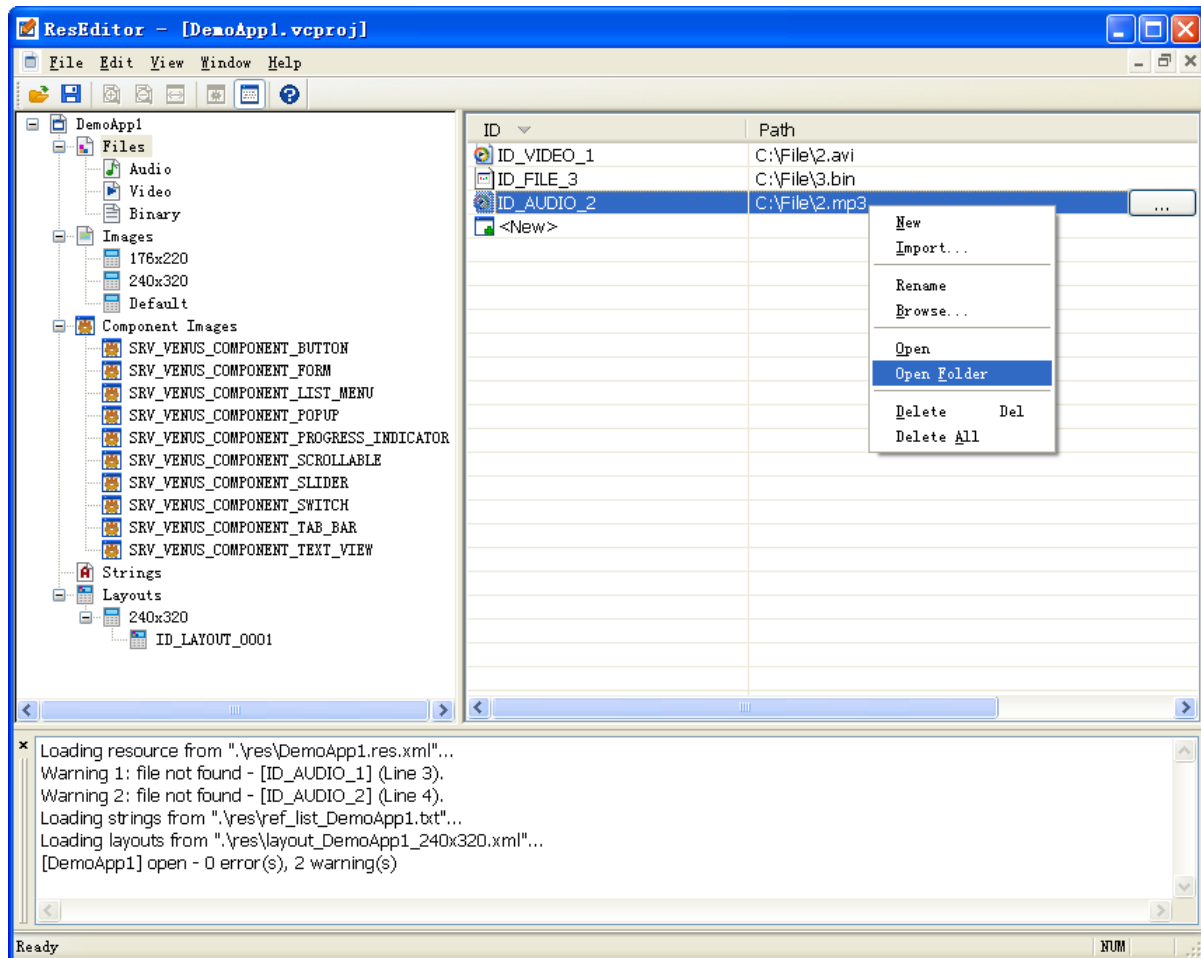 ResEditor - [DemoApp1.vcproj]
File Edit View Window Help
DemoApp1
Files
Audio
Video
Binary
Images
176x220
240x320
Default
Component Images
SRV_VENUS_COMPONENT_BUTTON
SRV_VENUS_COMPONENT_FORM
SRV_VENUS_COMPONENT_LIST_MENU
SRV_VENUS_COMPONENT_POPUP
SRV_VENUS_COMPONENT_PROGRESS_INDICATOR
SRV_VENUS_COMPONENT_SCROLLABLE
SRV_VENUS_COMPONENT_SLIDER
SRV_VENUS_COMPONENT_SWITCH
SRV_VENUS_COMPONENT_TAB_BAR
SRV_VENUS_COMPONENT_TEXT_VIEW
Strings
Layouts
240x320
ID_LAYOUT_0001
ID Path
ID_VIDEO_1 C:\File\2.avi
ID_FILE_3 C:\File\3.bin
ID_AUDIO_2 C:\File\2.mp3 ...
<New>
New
Import...
Rename
Browse...
Open
Open Folder
Delete Del
Delete All
Loading resource from ".\res\DemoApp1.res.xml"...
Warning 1: file not found - [ID_AUDIO_1] (Line 3).
Warning 2: file not found - [ID_AUDIO_2] (Line 4).
Loading strings from ".\res\ref_list_DemoApp1.txt"...
Loading layouts from ".\res\layout_DemoApp1_240x320.xml"...
[DemoApp1] open - 0 error(s), 2 warning(s)
Ready NUM